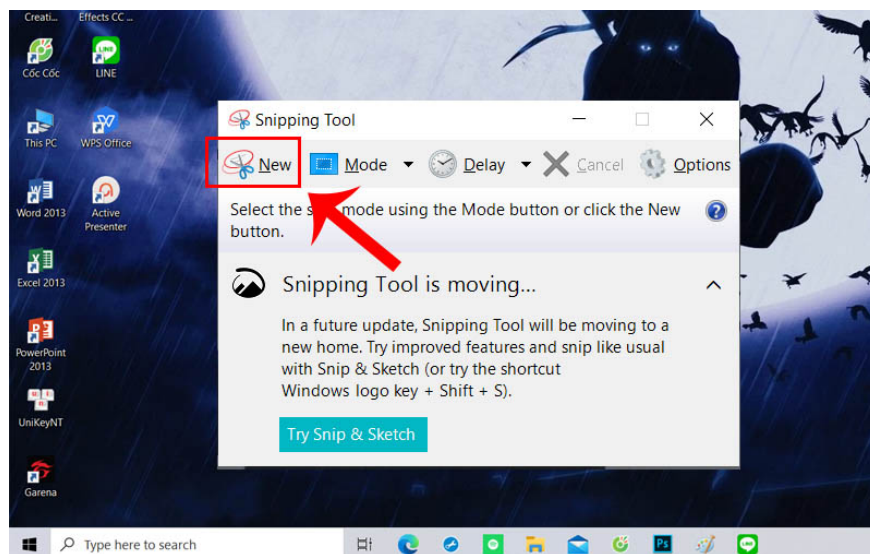 Creati... Effects CC ...
Cốc Cốc LINE
This PC WPS Office
Word 2013 Active
Presenter
Excel 2013
PowerPoint
2013
UniKeyNT
Garena
Snipping Tool
New Mode Delay Cancel Options
Select the mode using the Mode button or click the New
button.
Snipping Tool is moving...
In a future update, Snipping Tool will be moving to a
new home. Try improved features and snip like usual
with Snip & Sketch (or try the shortcut
Windows logo key + Shift + S).
Try Snip & Sketch
Type here to search